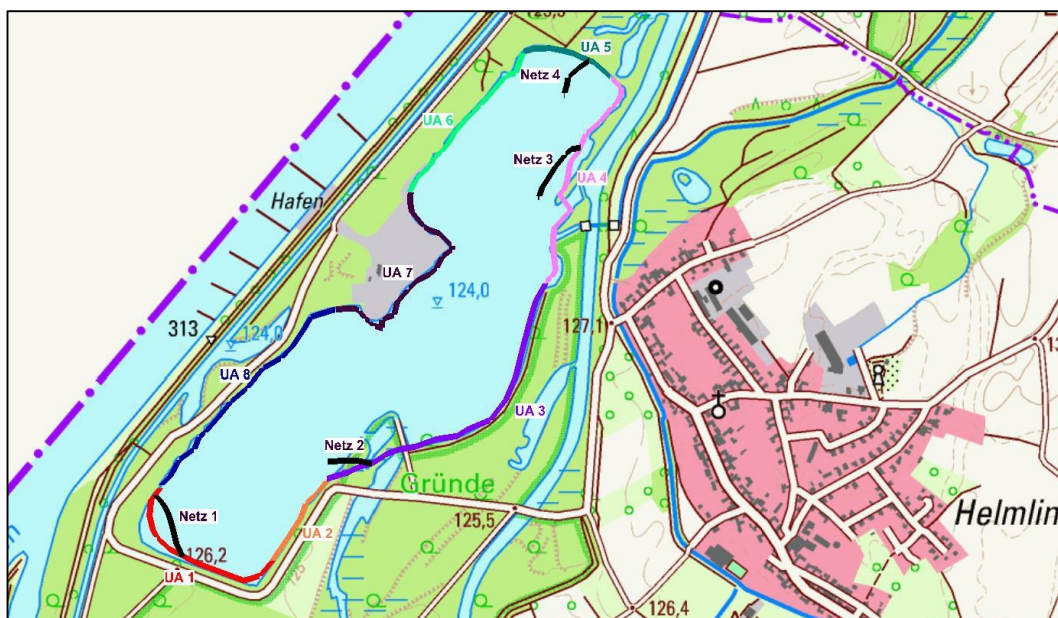 UA 5
Netz 4
UA 6
Netz 3
UA 4
Hafen
UA 7
124,0
127,1
313
124,0
UA 8
UA 3
Netz 2
Gründe
Netz 1
UA 2
125,5
Helmlin
126,2
UA 1
126,4